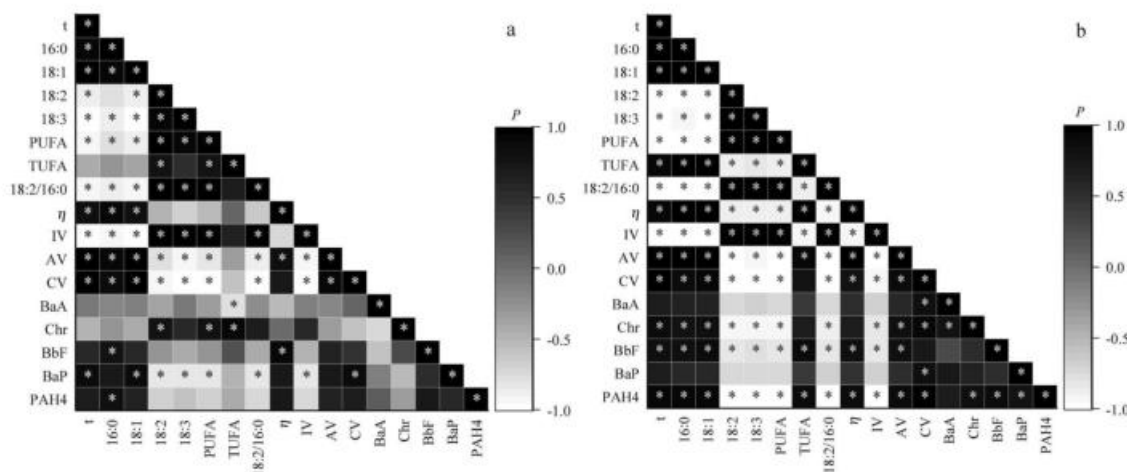 a
t
16:0
18:1
18:2
18:3
PUFA
TUFA
18:2/16:0
η
IV
AV
CV
BaA
Chr
BbF
BaP
PAH4
t
16:0
18:1
18:2
18:3
PUFA
TUFA
18:2/16:0
η
IV
AV
CV
BaA
Chr
BbF
BaP
PAH4
P
1.0
0.5
0.0
-0.5
-1.0
b
t
16:0
18:1
18:2
18:3
PUFA
TUFA
18:2/16:0
η
IV
AV
CV
BaA
Chr
BbF
BaP
PAH4
t
16:0
18:1
18:2
18:3
PUFA
TUFA
18:2/16:0
η
IV
AV
CV
BaA
Chr
BbF
BaP
PAH4
P
1.0
0.5
0.0
-0.5
-1.0